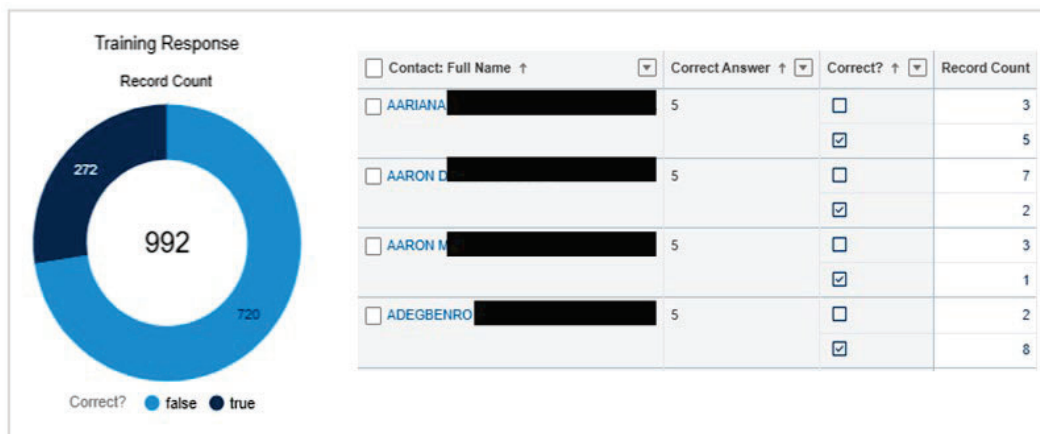 Training Response
Record Count
272
992
720
Correct? false true
Contact: Full Name ↑ Correct Answer ↑ Correct? ↑ Record Count
AARIANA 5 3
5
AARON D 5 7
2
AARON M 5 3
1
ADEGBENRO 5 2
8